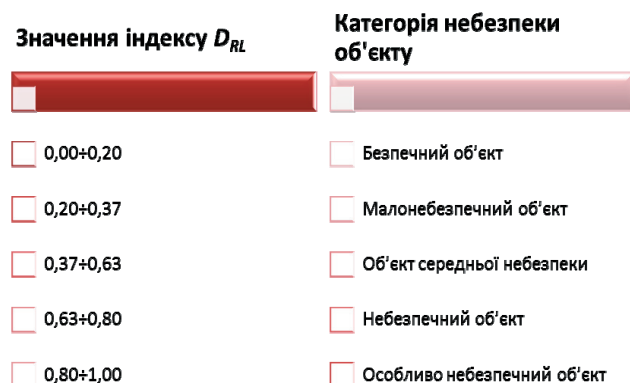 Значення індексу D_RL
Категорія небезпеки
об'єкту
0,00÷0,20
Безпечний об'єкт
0,20÷0,37
Малонебезпечний об'єкт
0,37÷0,63
Об'єкт середньої небезпеки
0,63÷0,80
Небезпечний об'єкт
0,80÷1,00
Особливо небезпечний об'єкт